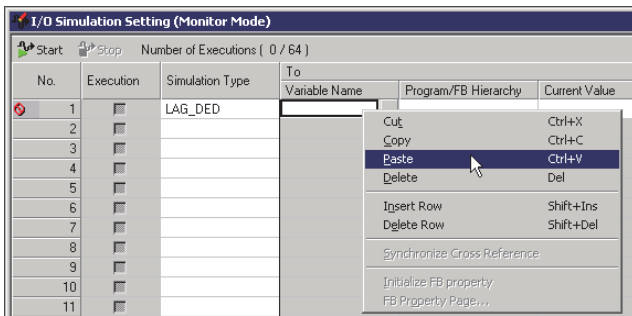 I/O Simulation Setting (Monitor Mode)
Start Stop Number of Executions ( 0 / 64 )
No. Execution Simulation Type To
Variable Name Program/FB Hierarchy Current Value
1 LAG_DED
2 Cut Ctrl+X
3 Copy Ctrl+C
4 Paste Ctrl+V
5 Delete Del
6 Insert Row Shift+Ins
7 Delete Row Shift+Del
8 Synchronize Cross Reference
9
10 Initialize FB property
11 FB Property Page...